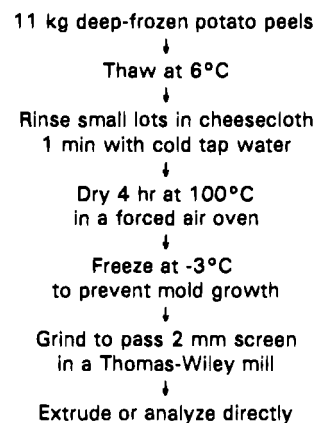 11 kg deep-frozen potato peels
↓
Thaw at 6°C
↓
Rinse small lots in cheesecloth
1 min with cold tap water
↓
Dry 4 hr at 100°C
in a forced air oven
↓
Freeze at -3°C
to prevent mold growth
↓
Grind to pass 2 mm screen
in a Thomas-Wiley mill
↓
Extrude or analyze directly